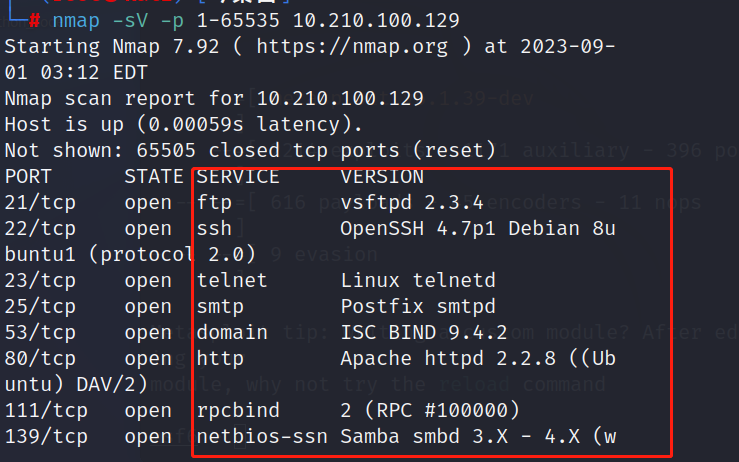 └─# nmap -sV -p 1-65535 10.210.100.129
Starting Nmap 7.92 ( https://nmap.org ) at 2023-09-
01 03:12 EDT
Nmap scan report for 10.210.100.129
Host is up (0.00059s latency).
Not shown: 65505 closed tcp ports (reset)
PORT STATE SERVICE VERSION
21/tcp open ftp vsftpd 2.3.4
22/tcp open ssh OpenSSH 4.7p1 Debian 8u
buntu1 (protocol 2.0)
23/tcp open telnet Linux telnetd
25/tcp open smtp Postfix smtpd
53/tcp open domain ISC BIND 9.4.2
80/tcp open http Apache httpd 2.2.8 ((Ub
untu) DAV/2)
111/tcp open rpcbind 2 (RPC #100000)
139/tcp open netbios-ssn Samba smbd 3.X - 4.X (w